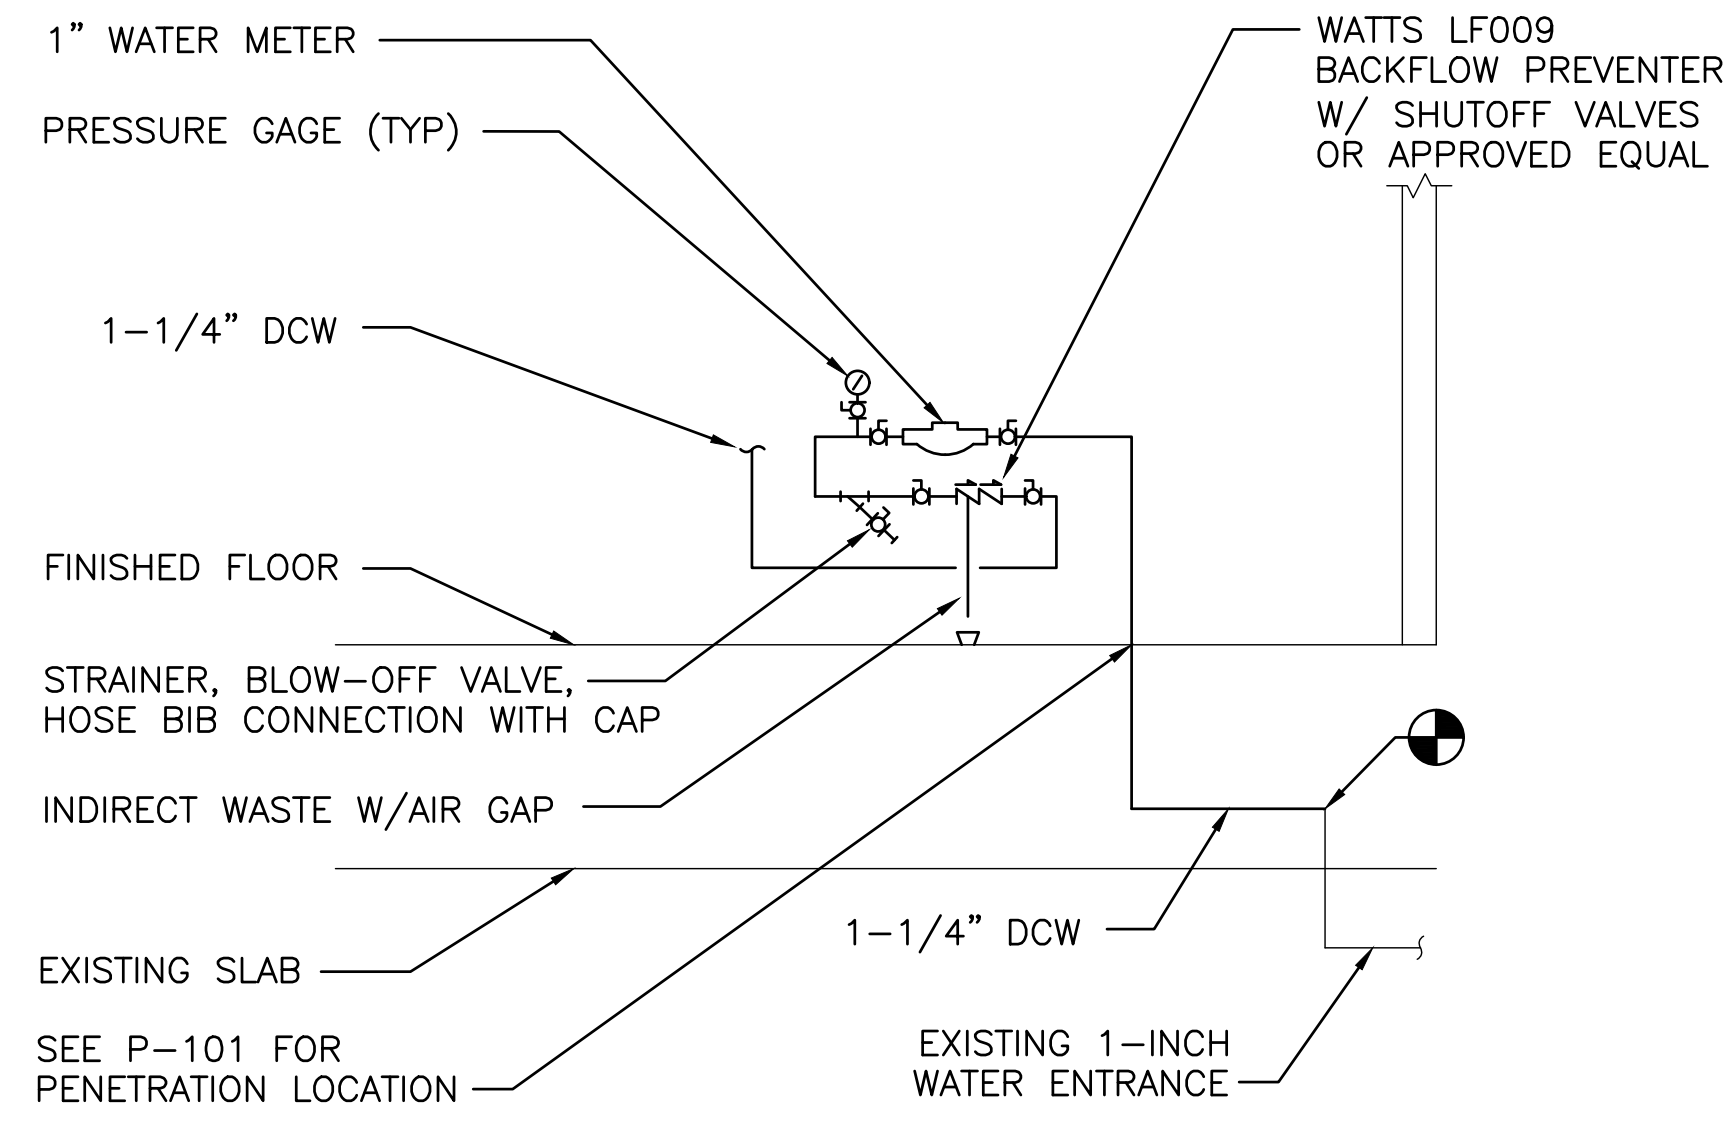 1” WATER METER
PRESSURE GAGE (TYP)
WATTS LF009
BACKFLOW PREVENTER
W/ SHUTOFF VALVES
OR APPROVED EQUAL
1-1/4” DCW
FINISHED FLOOR
STRAINER, BLOW-OFF VALVE,
HOSE BIB CONNECTION WITH CAP
INDIRECT WASTE W/AIR GAP
1-1/4” DCW
EXISTING SLAB
SEE P-101 FOR
PENETRATION LOCATION
EXISTING 1-INCH
WATER ENTRANCE